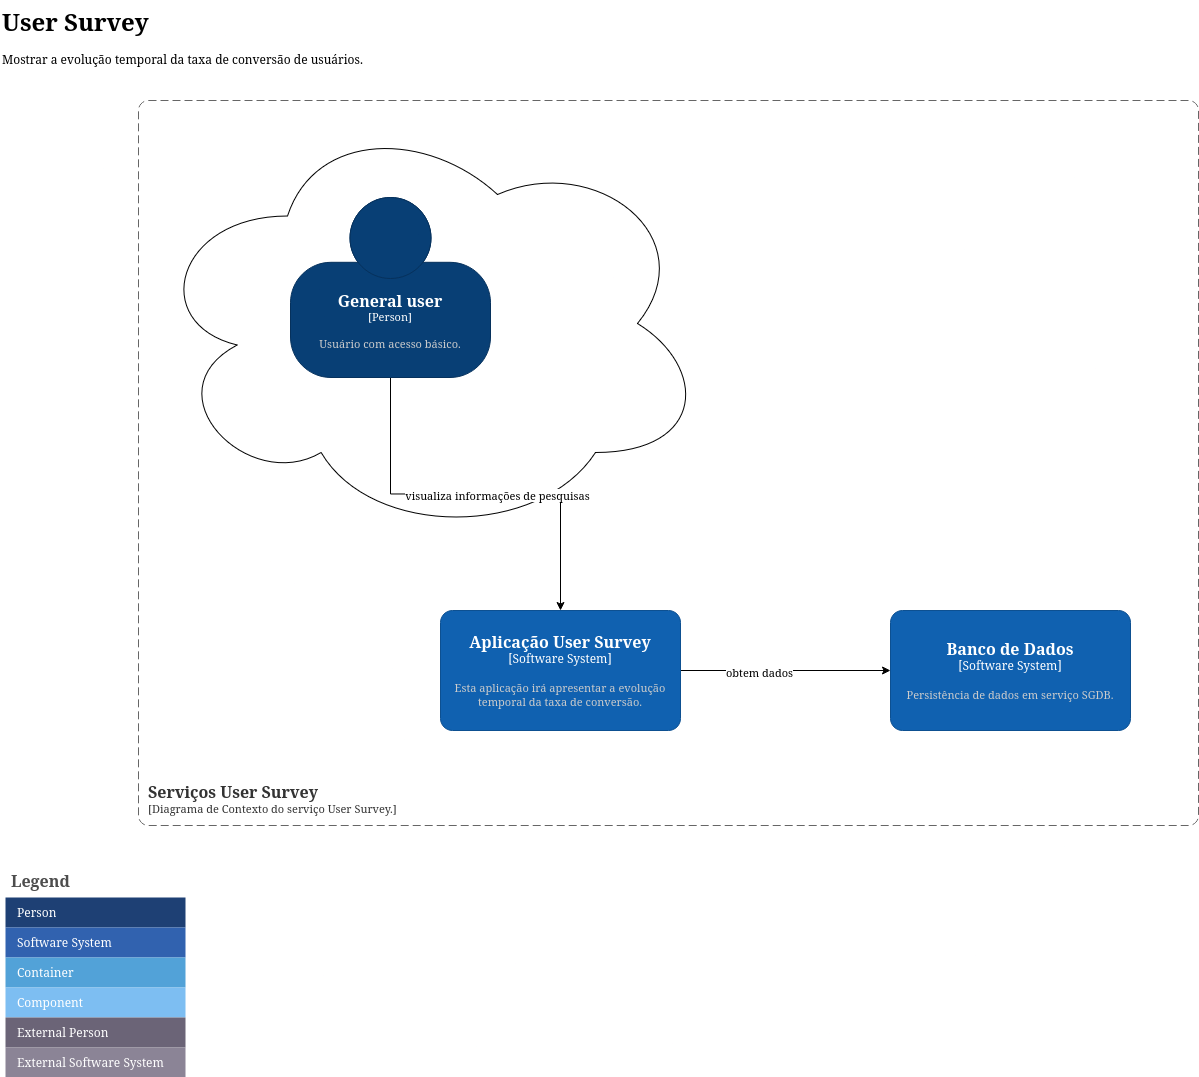 User Survey
Mostrar a evolução temporal da taxa de conversão de usuários.
General user
[Person]
Usuário com acesso básico.
visualiza informações de pesquisas
Aplicação User Survey
[Software System]
Esta aplicação irá apresentar a evolução
temporal da taxa de conversão.
obtem dados
Banco de Dados
[Software System]
Persistência de dados em serviço SGDB.
Serviços User Survey
[Diagrama de Contexto do serviço User Survey.]
Legend
Person
Software System
Container
Component
External Person
External Software System